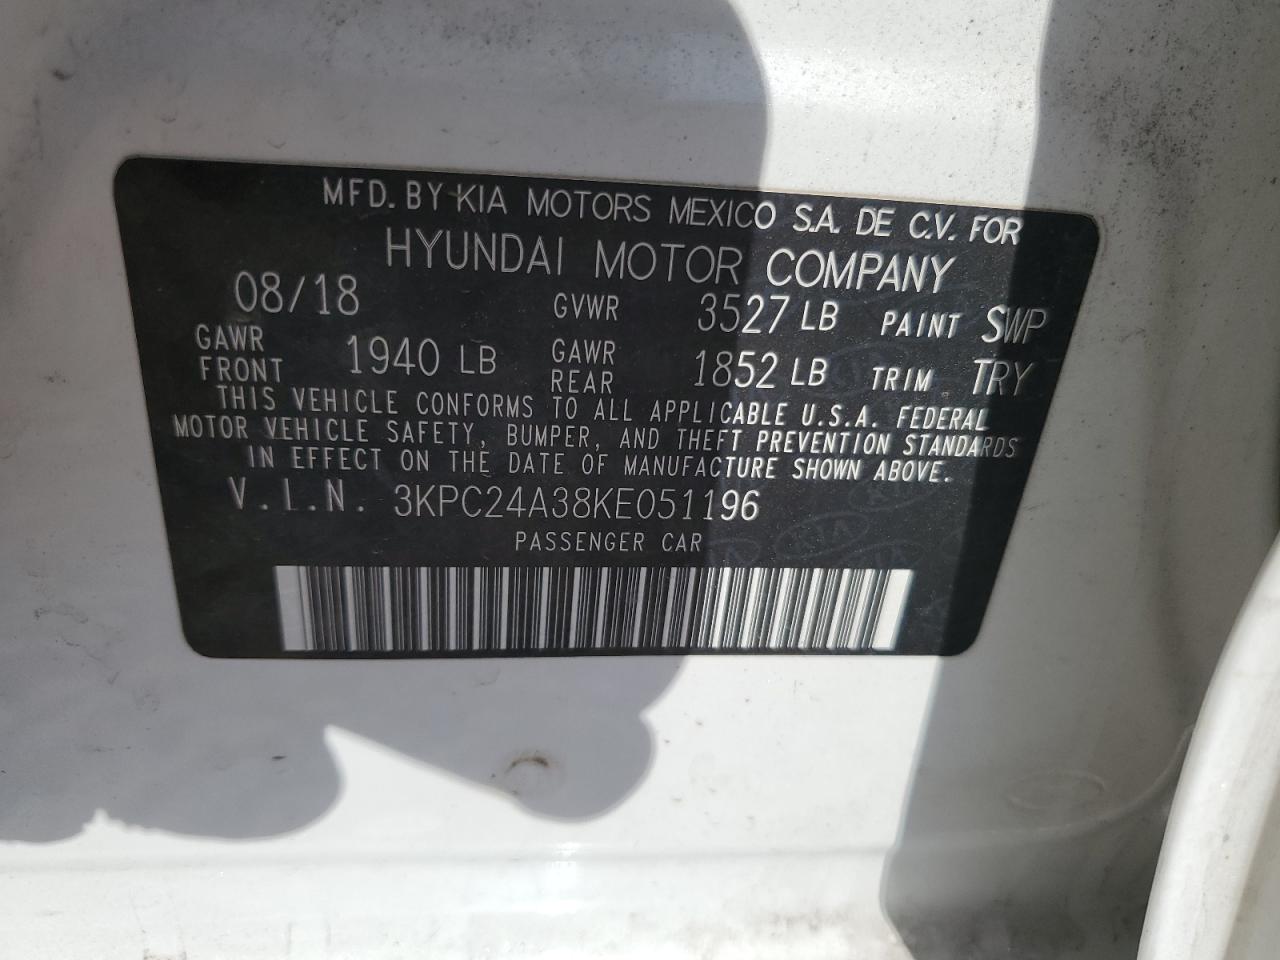 MFD. BY KIA MOTORS MEXICO S.A. DE C.V. FOR
HYUNDAI MOTOR COMPANY
08/18 GVWR 3527 LB PAINT SWP
GAWR FRONT 1940 LB GAWR REAR 1852 LB TRIM TRY
THIS VEHICLE CONFORMS TO ALL APPLICABLE U.S.A. FEDERAL
MOTOR VEHICLE SAFETY, BUMPER, AND THEFT PREVENTION STANDARDS
IN EFFECT ON THE DATE OF MANUFACTURE SHOWN ABOVE.
V.I.N. 3KPC24A38KE051196
PASSENGER CAR